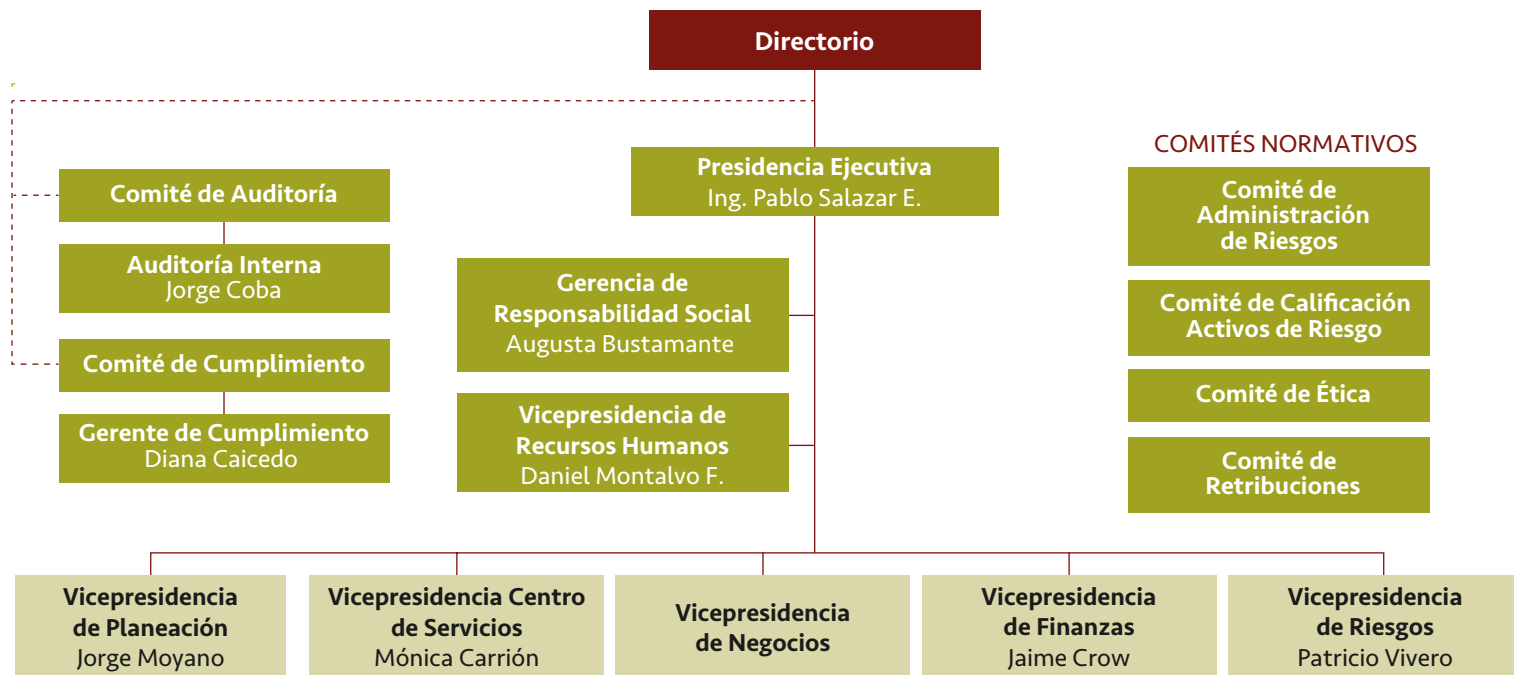 Directorio
Presidencia Ejecutiva
Ing. Pablo Salazar E.
Comité de Auditoría
Auditoría Interna
Jorge Coba
Comité de Cumplimiento
Gerente de Cumplimiento
Diana Caicedo
Gerencia de
Responsabilidad Social
Augusta Bustamante
Vicepresidencia de
Recursos Humanos
Daniel Montalvo F.
COMITÉS NORMATIVOS
Comité de
Administración
de Riesgos
Comité de Calificación
Activos de Riesgo
Comité de Ética
Comité de
Retribuciones
Vicepresidencia
de Planeación
Jorge Moyano
Vicepresidencia Centro
de Servicios
Mónica Carrión
Vicepresidencia
de Negocios
Vicepresidencia
de Finanzas
Jaime Crow
Vicepresidencia
de Riesgos
Patricio Vivero